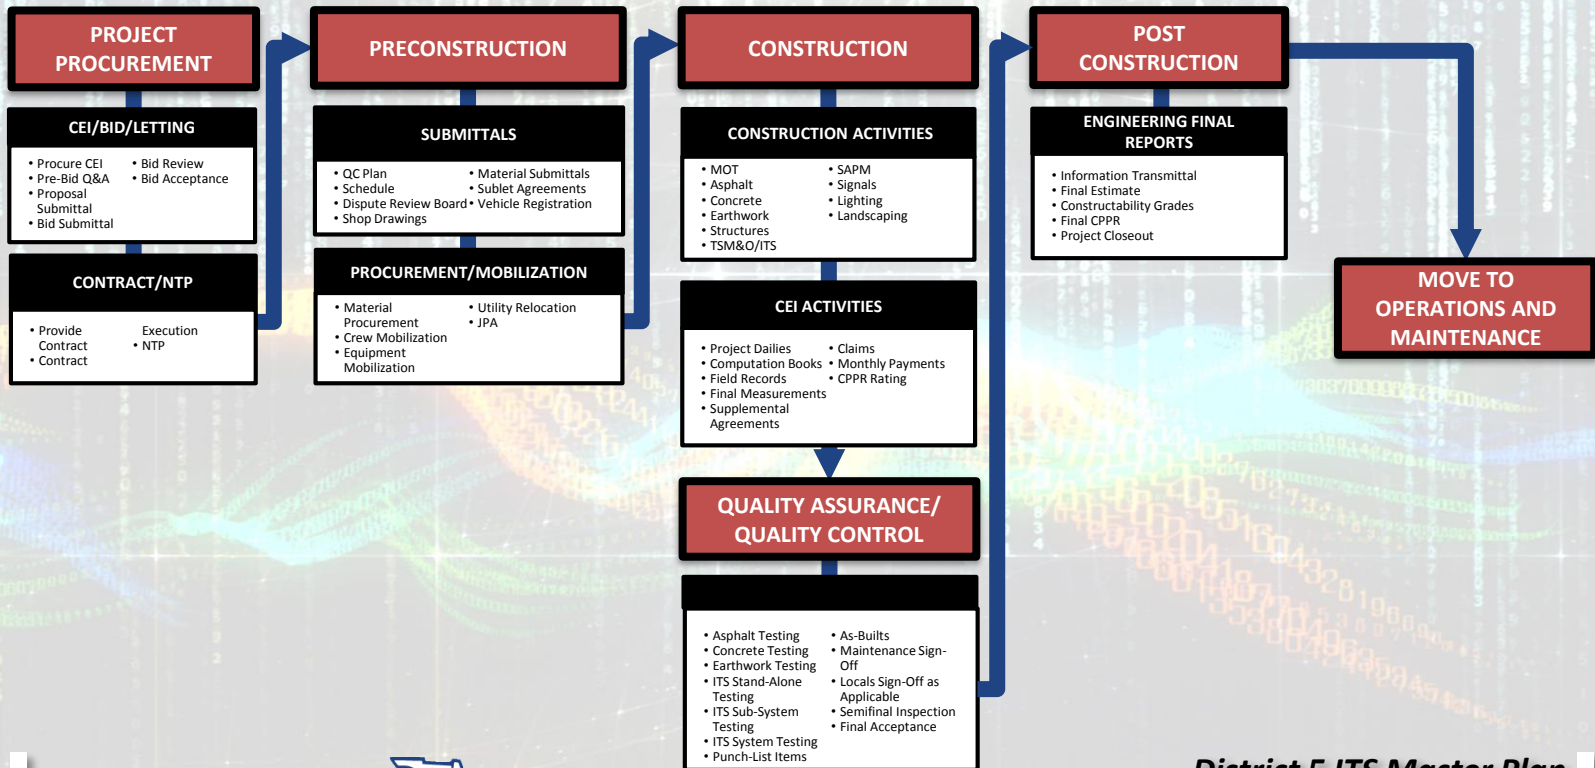 PROJECT
PROCUREMENT
CEI/BID/LETTING
• Procure CEI
• Pre-Bid Q&A
• Proposal
Submittal
• Bid Submittal
• Bid Review
• Bid Acceptance
CONTRACT/NTP
• Provide
Contract
• Contract
Execution
• NTP
PRECONSTRUCTION
SUBMITTALS
• QC Plan
• Schedule
• Dispute Review Board
• Shop Drawings
• Material Submittals
• Sublet Agreements
• Vehicle Registration
PROCUREMENT/MOBILIZATION
• Material
Procurement
• Crew Mobilization
• Equipment
Mobilization
• Utility Relocation
• JPA
CONSTRUCTION
CONSTRUCTION ACTIVITIES
• MOT
• Asphalt
• Concrete
• Earthwork
• Structures
• TSM&O/ITS
• SAPM
• Signals
• Lighting
• Landscaping
CEI ACTIVITIES
• Project Dailies
• Computation Books
• Field Records
• Final Measurements
• Supplemental
Agreements
• Claims
• Monthly Payments
• CPPR Rating
QUALITY ASSURANCE/
QUALITY CONTROL
• Asphalt Testing
• Concrete Testing
• Earthwork Testing
• ITS Stand-Alone
Testing
• ITS Sub-System
Testing
• ITS System Testing
• Punch-List Items
• As-Builts
• Maintenance Sign-
Off
• Locals Sign-Off as
Applicable
• Semifinal Inspection
• Final Acceptance
POST
CONSTRUCTION
ENGINEERING FINAL
REPORTS
• Information Transmittal
• Final Estimate
• Constructability Grades
• Final CPPR
• Project Closeout
MOVE TO
OPERATIONS AND
MAINTENANCE
District 5 ITS Master Plan